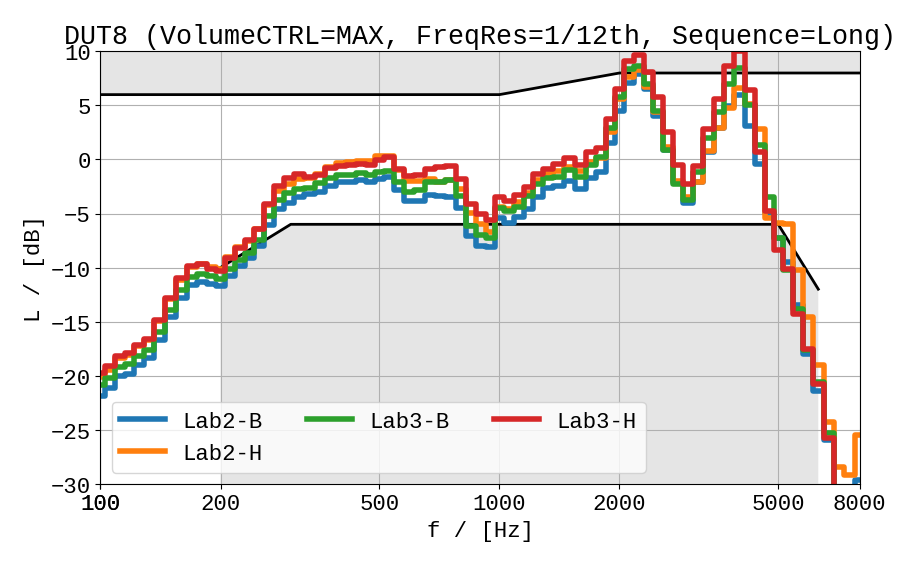 DUT8 (VolumeCTRL=MAX, FreqRes=1/12th, Sequence=Long)
10
5
0
−5
−10
−15
−20
−25
−30
L / [dB]
Lab2-B
Lab3-B
Lab3-H
Lab2-H
100 200 500 1000 2000 5000 8000
f / [Hz]